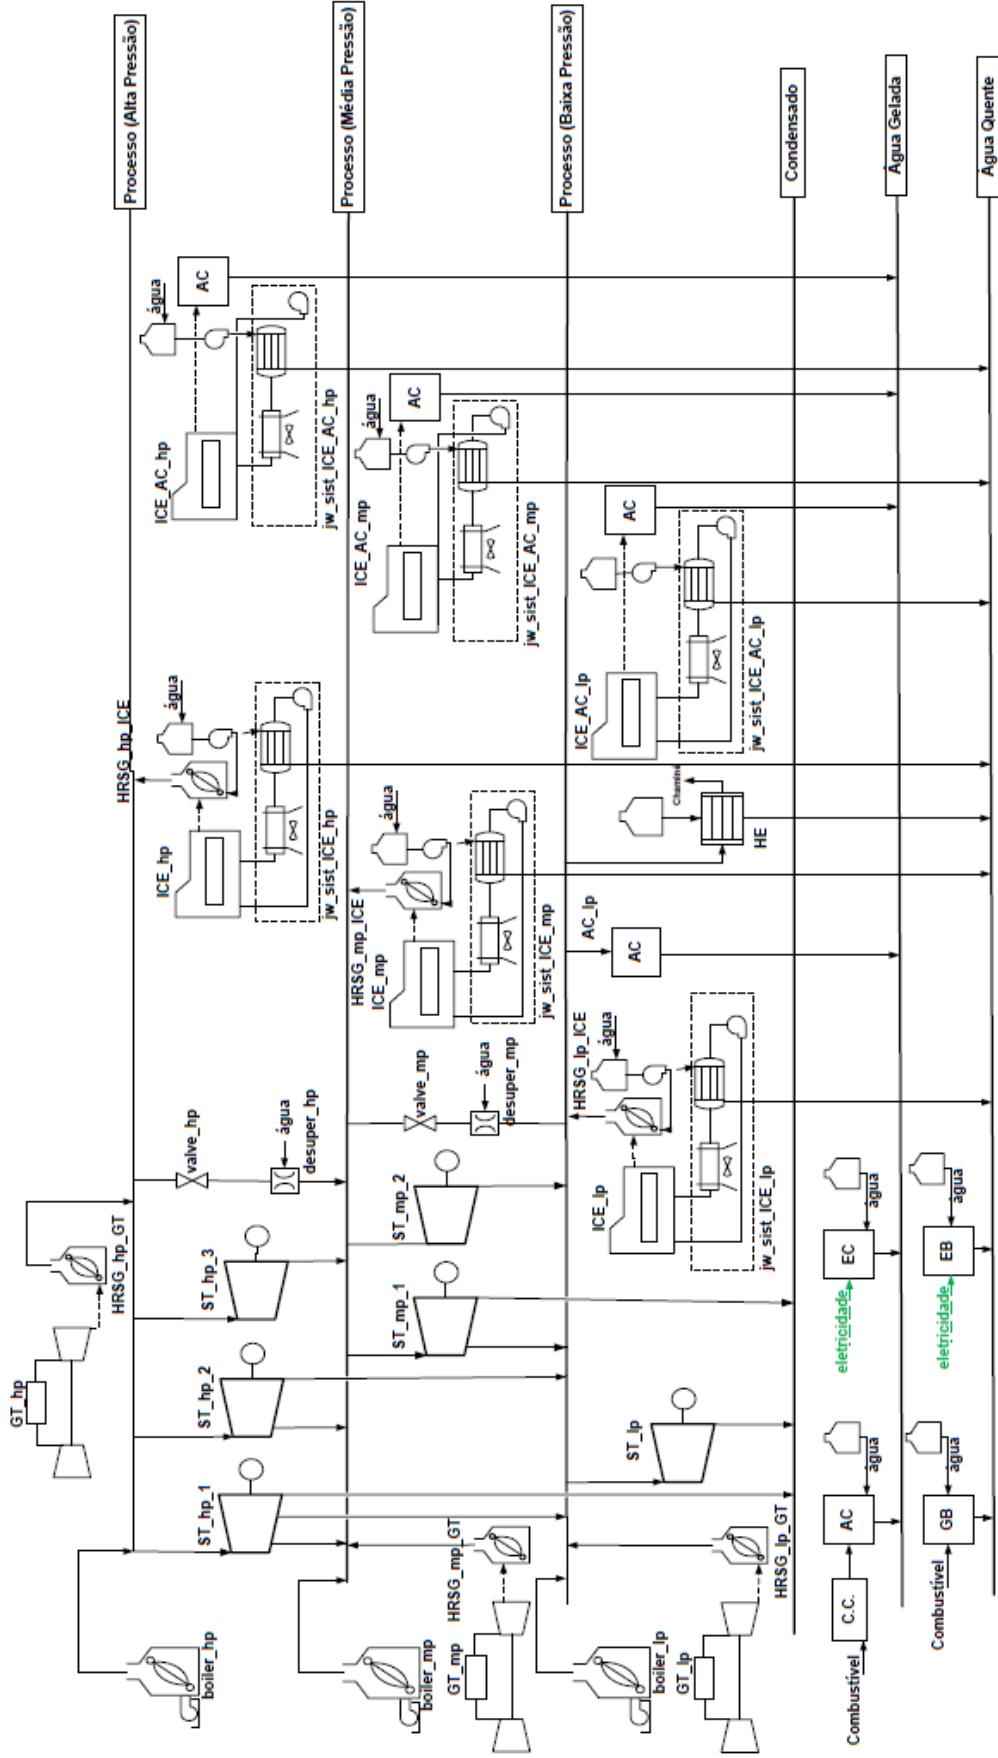 Processo (Alta Pressão)
Processo (Média Pressão)
Processo (Baixa Pressão)
Condensado
Água Gelada
Água Quente
GT_hp
HRSG_hp_GT
boiler_hp
ST_hp_1
ST_hp_2
ST_hp_3
valve_hp
água
desuper_hp
HRSG_hp_ICE
ICE_hp
água
jw_sist_ICE_hp
ICE_AC_hp
água
AC
jw_sist_ICE_AC_hp
boiler_mp
GT_mp
HRSG_mp_GT
ST_mp_1
ST_mp_2
valve_mp
água
desuper_mp
HRSG_mp_ICE
ICE_mp
água
jw_sist_ICE_mp
ICE_AC_mp
água
AC
jw_sist_ICE_AC_mp
boiler_lp
GT_lp
HRSG_lp_GT
ST_lp
HRSG_lp_ICE
ICE_lp
água
jw_sist_ICE_lp
AC_lp
AC
Chaminé
HE
ICE_AC_lp
AC
jw_sist_ICE_AC_lp
Combustível
C.C.
AC
água
eletricidade
EC
água
Combustível
GB
água
eletricidade
EB
água